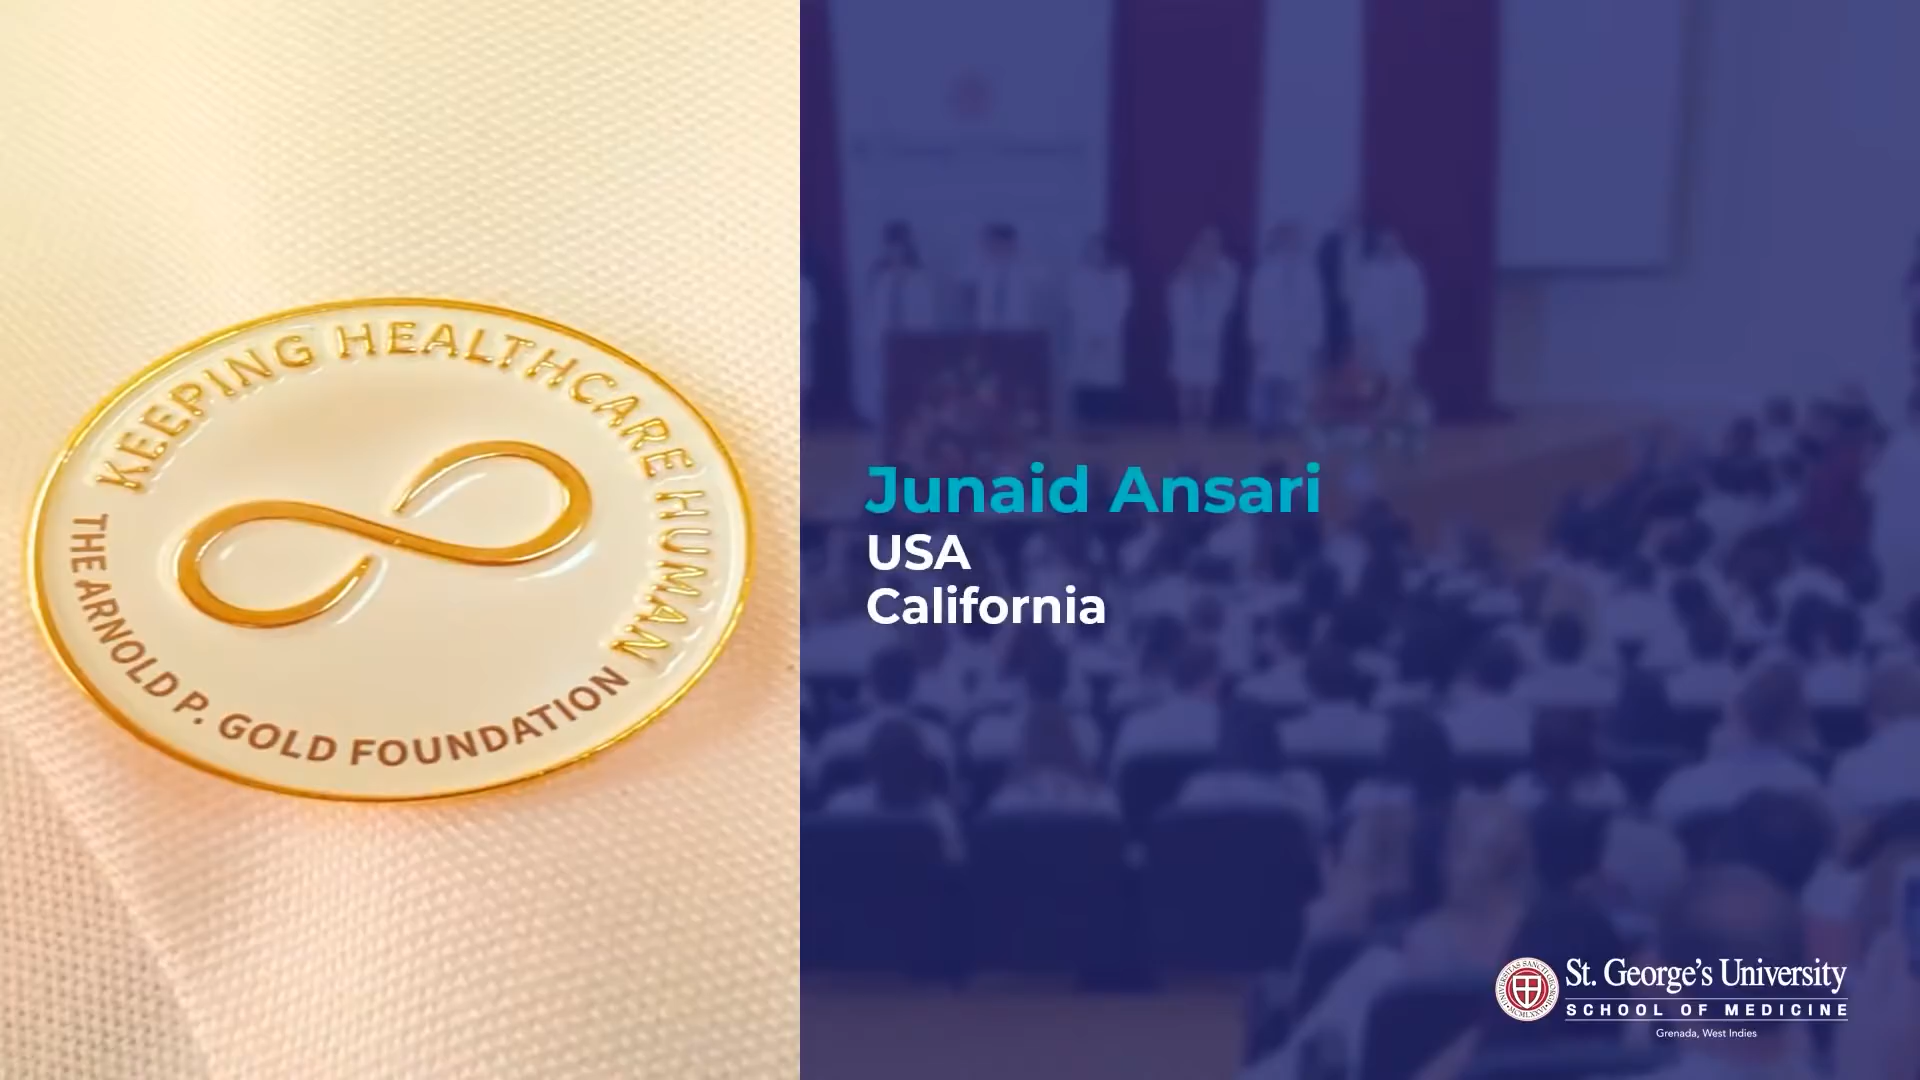 KEEPING HEALTHCARE HUMAN
THE ARNOLD P. GOLD FOUNDATION
Junaid Ansari
USA
California
St. George's University
SCHOOL OF MEDICINE
Grenada, West Indies